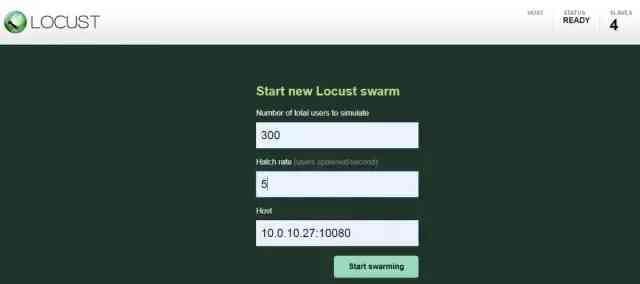 LOCUST
HOST
STATUS
READY
SLAVES
4
Start new Locust swarm
Number of total users to simulate
300
Hatch rate (users spawned/second)
5
Host
10.0.10.27:10080
Start swarming